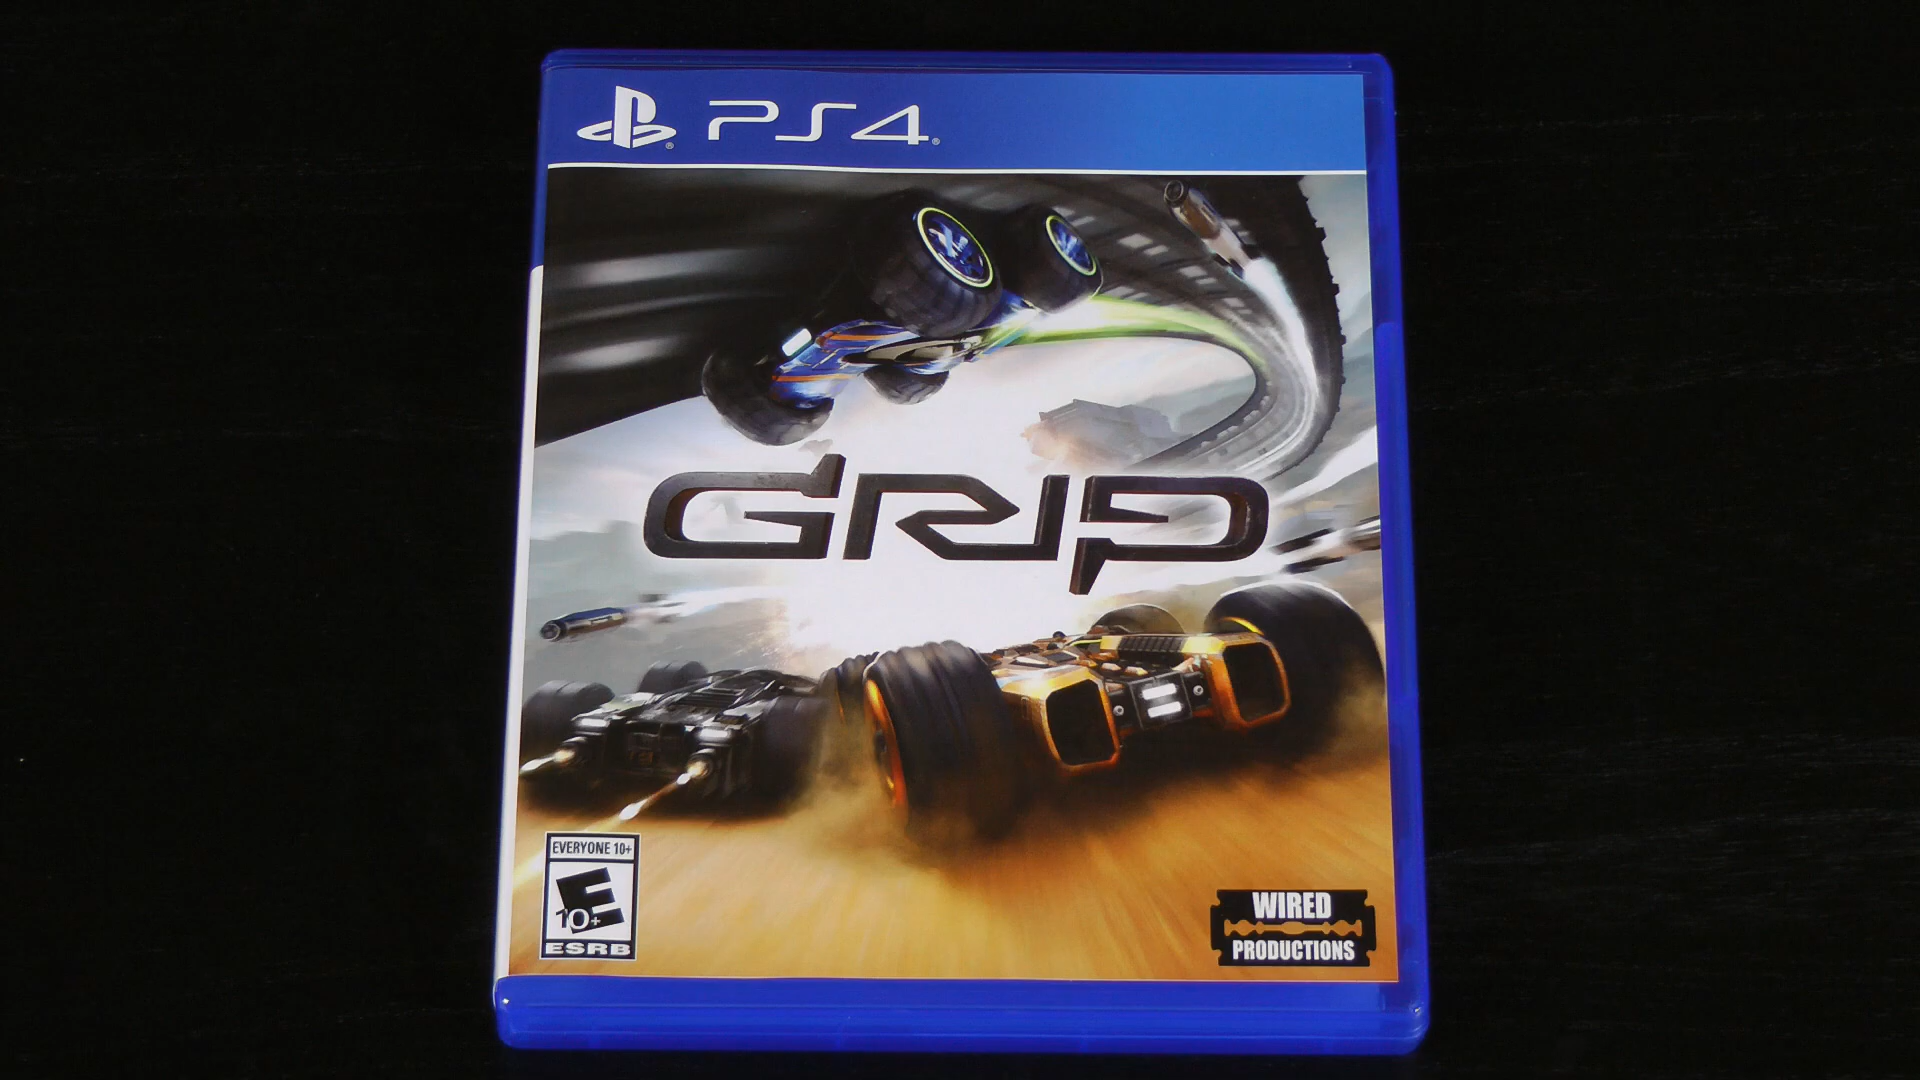 PS4
GRIP
EVERYONE 10+
E
10+
ESRB
WIRED
PRODUCTIONS